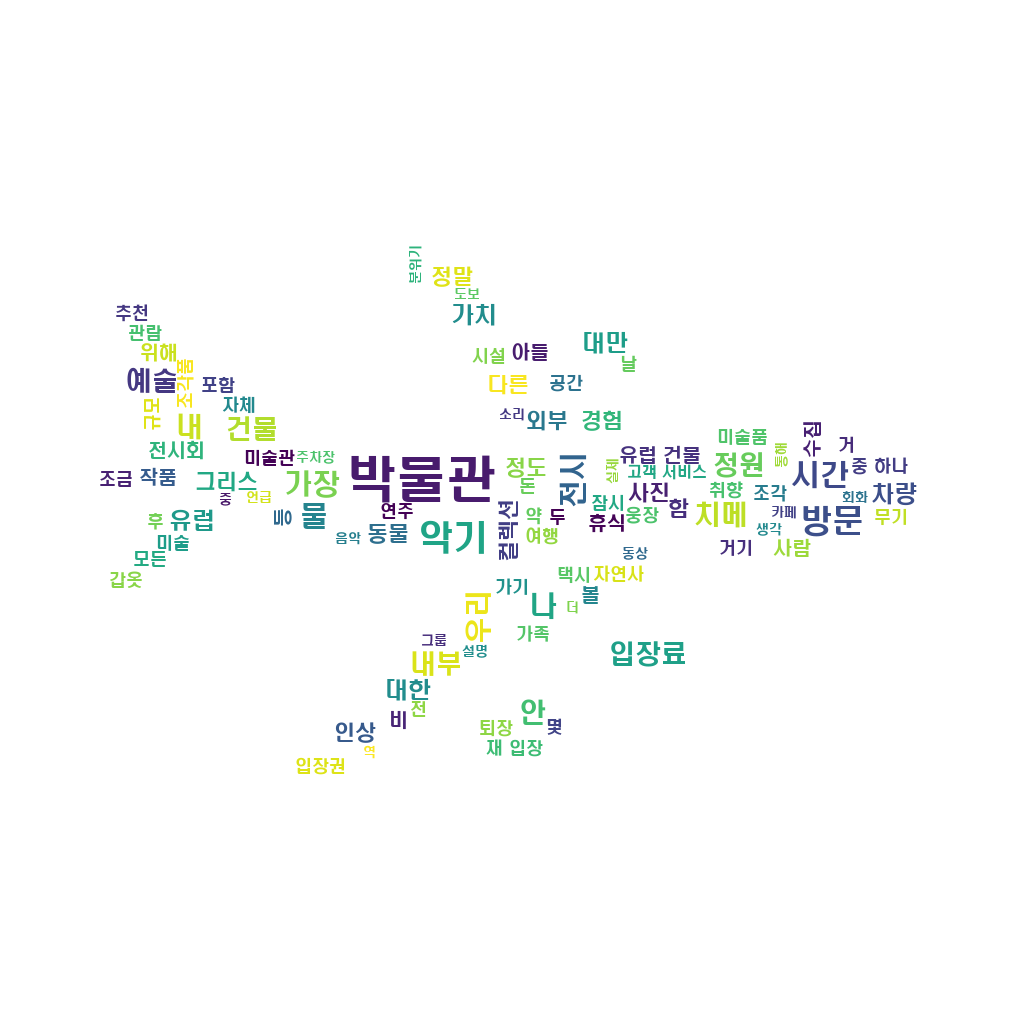 분위기
정말
도보
추천
가치
관람
대만
위해
시설
아들
날
예술
조각품
포함
다른
공간
규모
내
자체
소리
외부
경험
건물
전시회
미술관
주차장
박물관
정도
돈
전시
실제
유럽 건물
고객 서비스
미술품
정원
통해
수집
거
중 하나
조금
작품
그리스
중
언급
가장
연주
컬렉션
약
두
잠시
휴식
사진
웅장
함
취향
치메
조각
카페
생각
시간
회화
차량
방문
무기
후
유럽
미술
등
물
음악
동물
악기
여행
동상
거기
사람
모든
갑옷
택시
자연사
가기
볼
우리
나
더
가족
그룹
설명
내부
입장료
대한
전
비
안
몇
인상
퇴장
재 입장
입장권